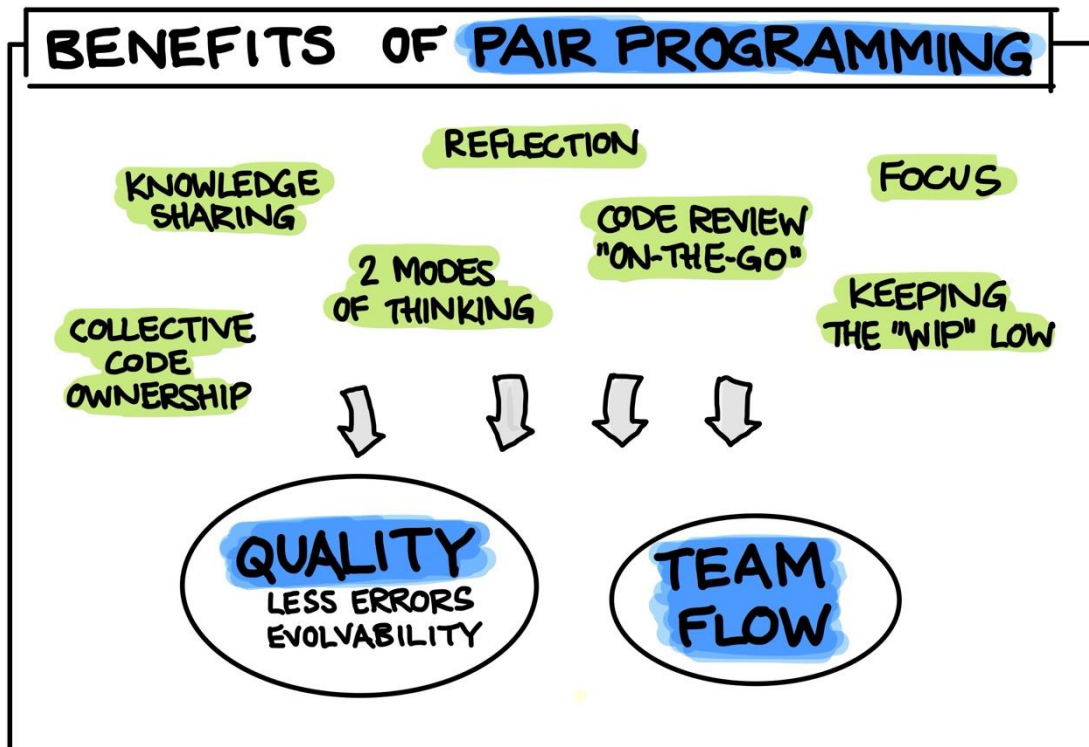 BENEFITS OF PAIR PROGRAMMING
REFLECTION
KNOWLEDGE
SHARING
FOCUS
CODE REVIEW
"ON-THE-GO"
2 MODES
OF THINKING
KEEPING
THE "WIP" LOW
COLLECTIVE
CODE
OWNERSHIP
QUALITY
LESS ERRORS
EVOLVABILITY
TEAM
FLOW